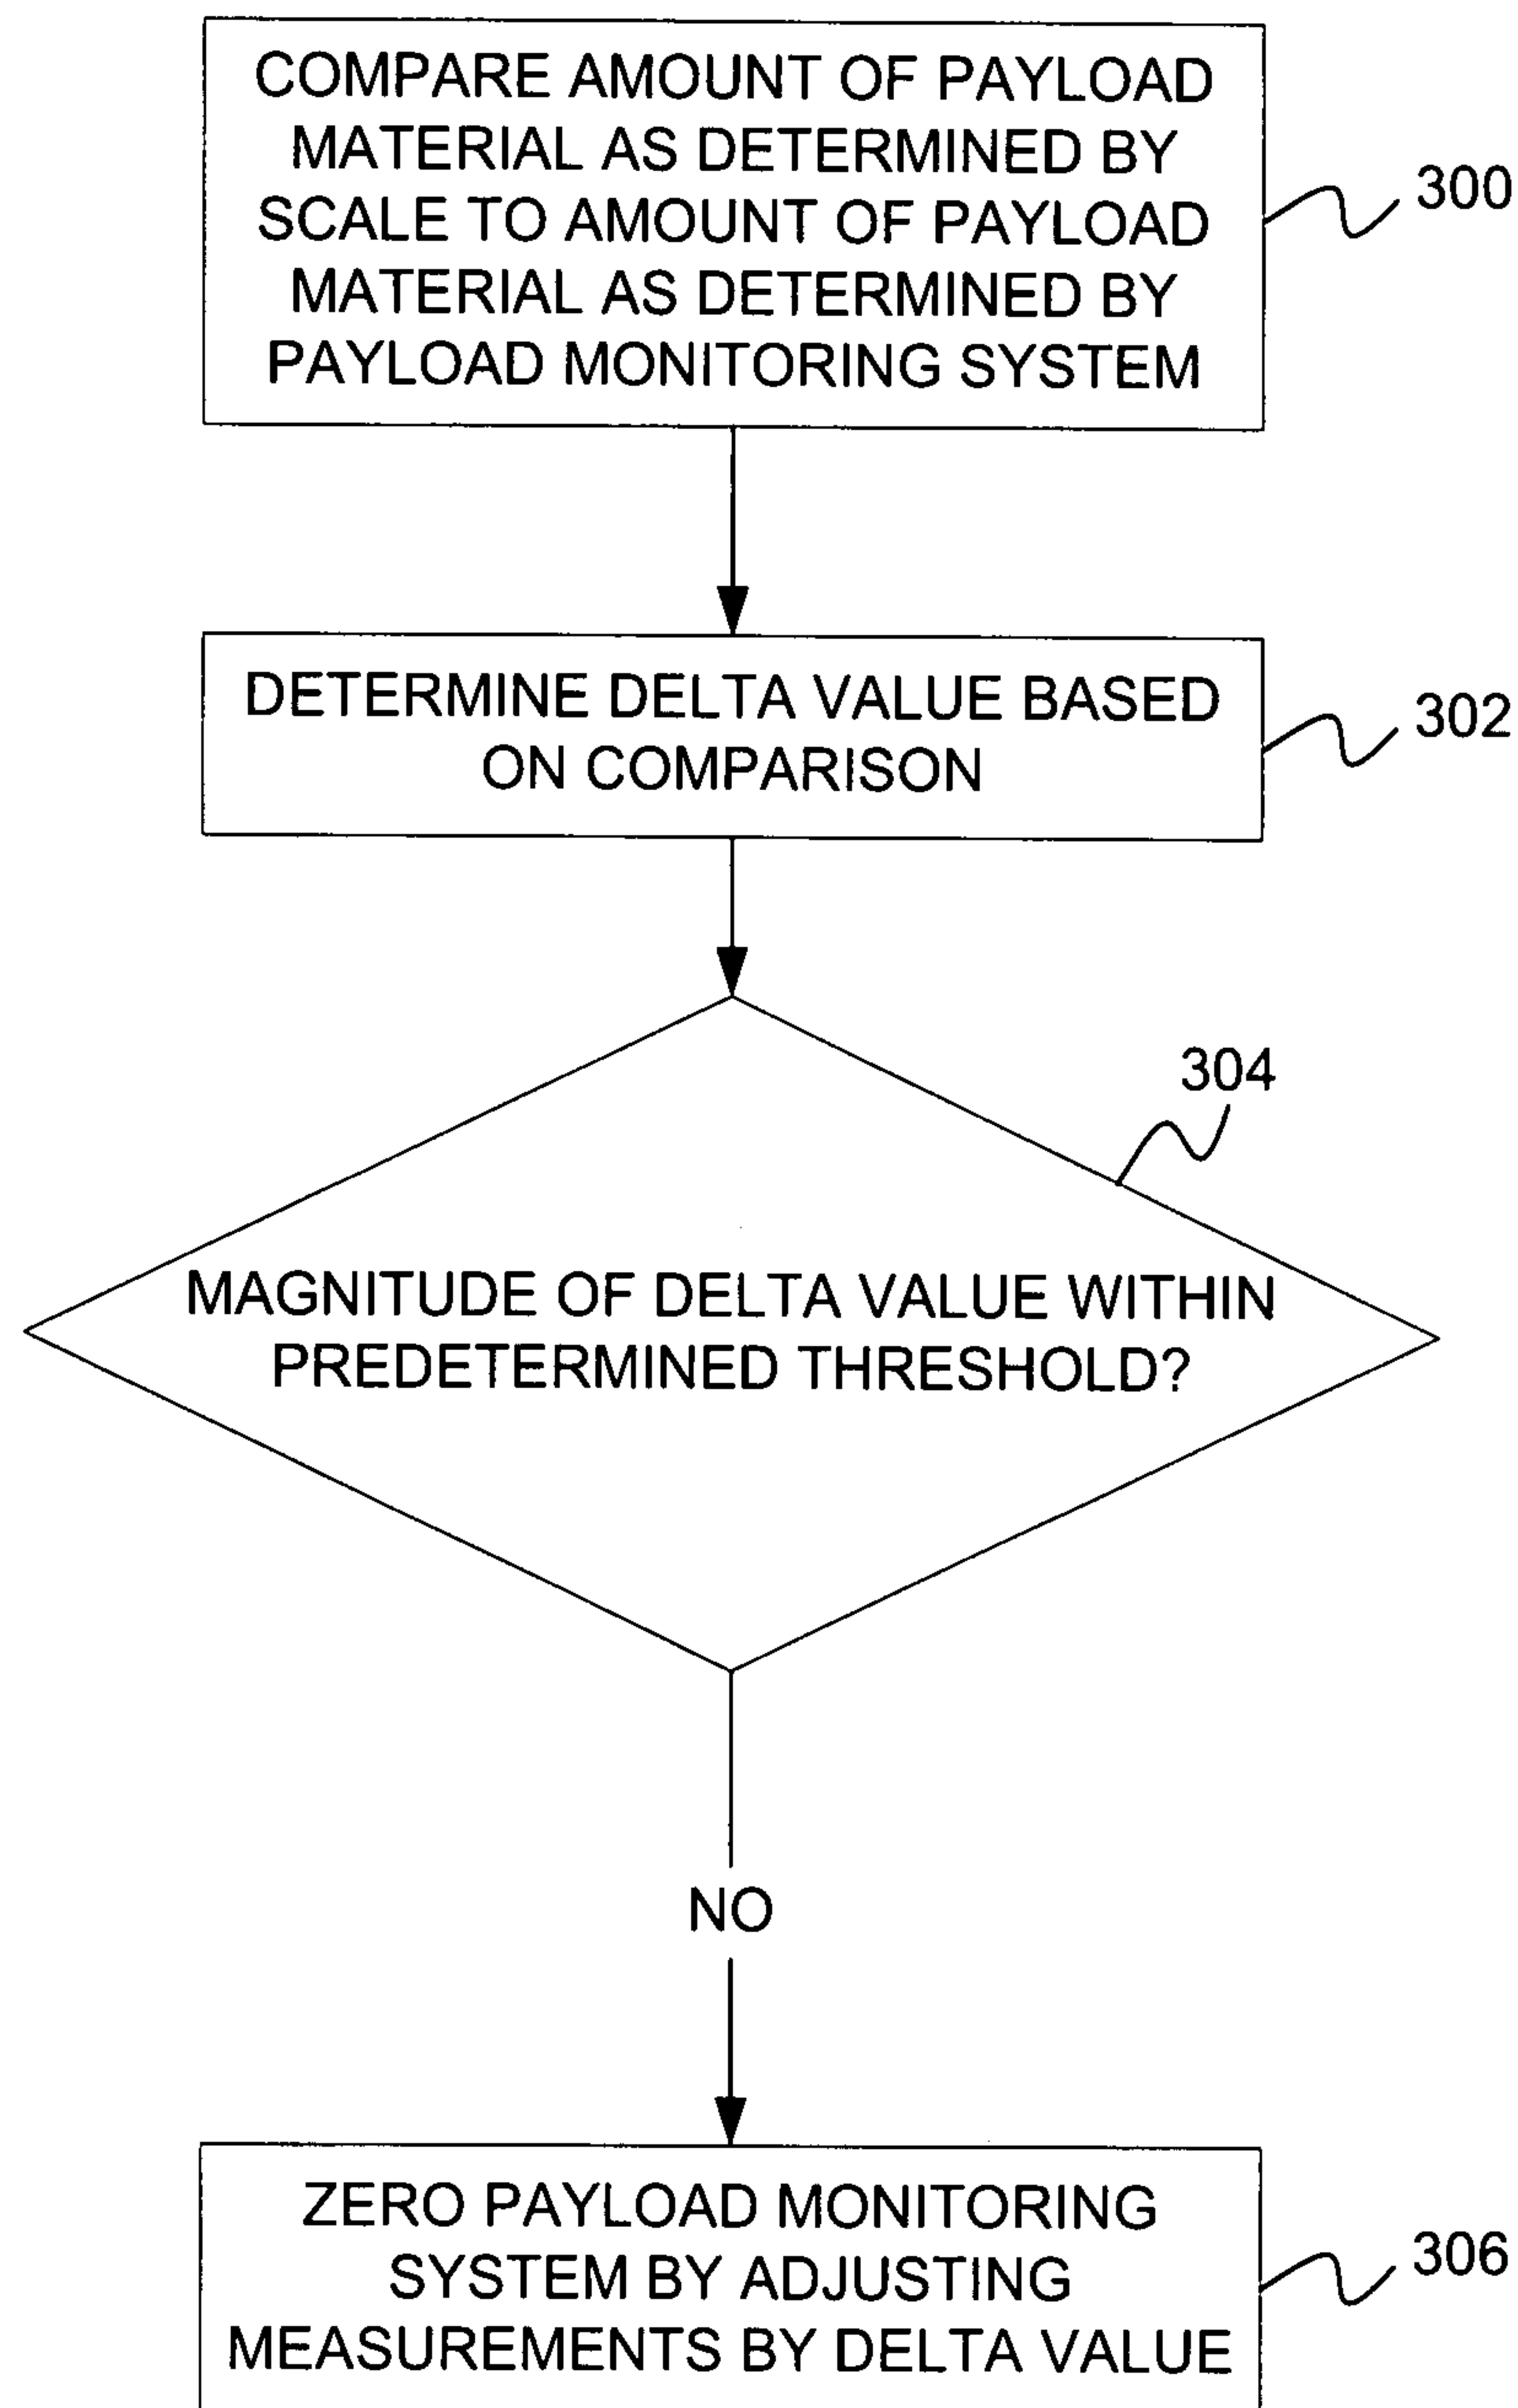 COMPARE AMOUNT OF PAYLOAD
MATERIAL AS DETERMINED BY
SCALE TO AMOUNT OF PAYLOAD
MATERIAL AS DETERMINED BY
PAYLOAD MONITORING SYSTEM
300
DETERMINE DELTA VALUE BASED
ON COMPARISON
302
304
MAGNITUDE OF DELTA VALUE WITHIN
PREDETERMINED THRESHOLD?
NO
ZERO PAYLOAD MONITORING
SYSTEM BY ADJUSTING
MEASUREMENTS BY DELTA VALUE
306